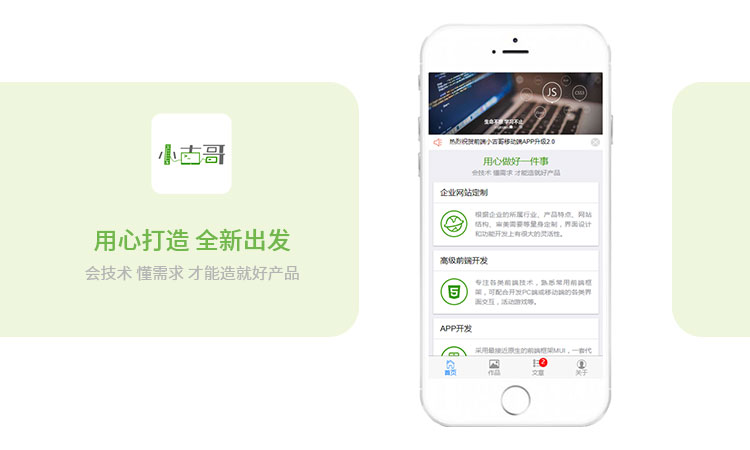 小古哥
用心打造 全新出发
会技术 懂需求 才能造就好产品
JS
CSS3
生命不息 学习不止
热烈祝贺前端小古哥移动端APP升级2.0
用心做好一件事
会技术 懂需求 才能造就好产品
企业网站定制
根据企业的所属行业、产品特点、网站
结构、审美需要等量身定制，界面设计
和功能开发上有很大的灵活性。
高级前端开发
专注各类前端技术，熟悉常用前端框
架，可配合开发PC端或移动端的各类界
面交互，活动游戏等。
APP开发
采用最接近原生的前端框架MUI，一套代
2
首页
作品
文章
关于